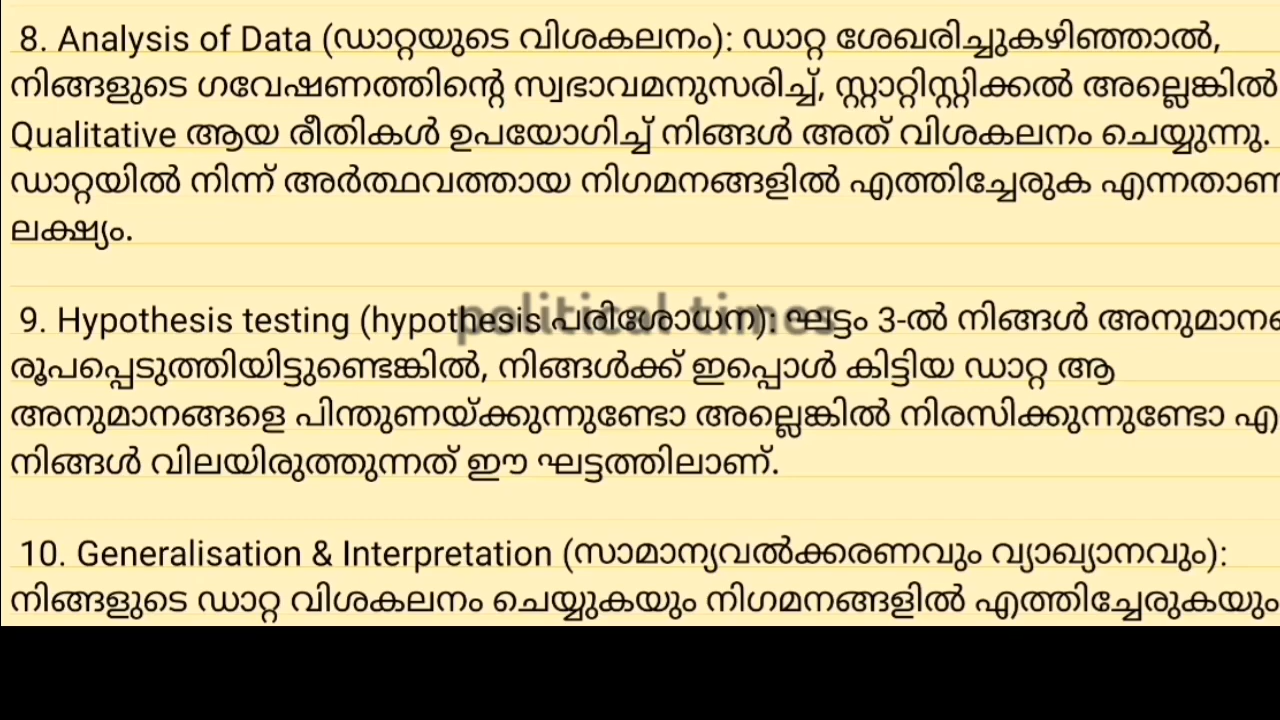 8. Analysis of Data (ഡാറ്റയുടെ വിശകലനം): ഡാറ്റ ശേഖരിച്ചുകഴിഞ്ഞാൽ,
നിങ്ങളുടെ ഗവേഷണത്തിന്റെ സ്വഭാവമനുസരിച്ച്, സ്റ്റാറ്റിസ്റ്റിക്കൽ അല്ലെങ്കിൽ
Qualitative ആയ രീതികൾ ഉപയോഗിച്ച് നിങ്ങൾ അത് വിശകലനം ചെയ്യുന്നു.
ഡാറ്റയിൽ നിന്ന് അർത്ഥവത്തായ നിഗമനങ്ങളിൽ എത്തിച്ചേരുക
ലക്ഷ്യം.
political times
9. Hypothesis testing (hypothesis പരിശോധന): ഘട്ടം 3-ൽ നിങ്ങൾ
രൂപപ്പെടുത്തിയിട്ടുണ്ടെങ്കിൽ, നിങ്ങൾക്ക് ഇപ്പൊൾ കിട്ടിയ ഡാറ്റ ആ
അനുമാനങ്ങളെ പിന്തുണയ്ക്കുന്നുണ്ടോ അല്ലെങ്കിൽ നിരസിക്കുന്നുണ്ടോ
നിങ്ങൾ വിലയിരുത്തുന്നത് ഈ ഘട്ടത്തിലാണ്.
10. Generalisation & Interpretation (സാമാന്യവൽക്കരണവും വ്യാഖ്യാനവും):
നിങ്ങളുടെ ഡാറ്റ വിശകലനം ചെയ്യുകയും നിഗമനങ്ങളിൽ എത്തിച്ചേരുകയും